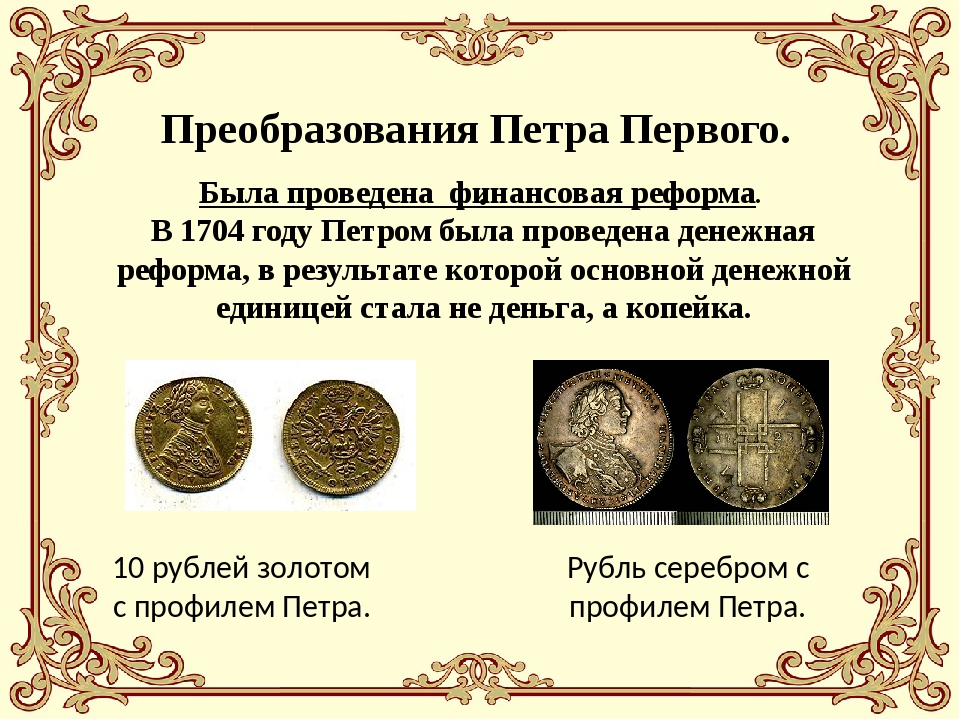 Преобразования Петра Первого.
Была проведена  финансовая реформа.
В 1704 году Петром была проведена денежная
реформа, в результате которой основной денежной
единицей стала не деньга, а копейка.
10 рублей золотом
с профилем Петра.
Рубль серебром с
профилем Петра.